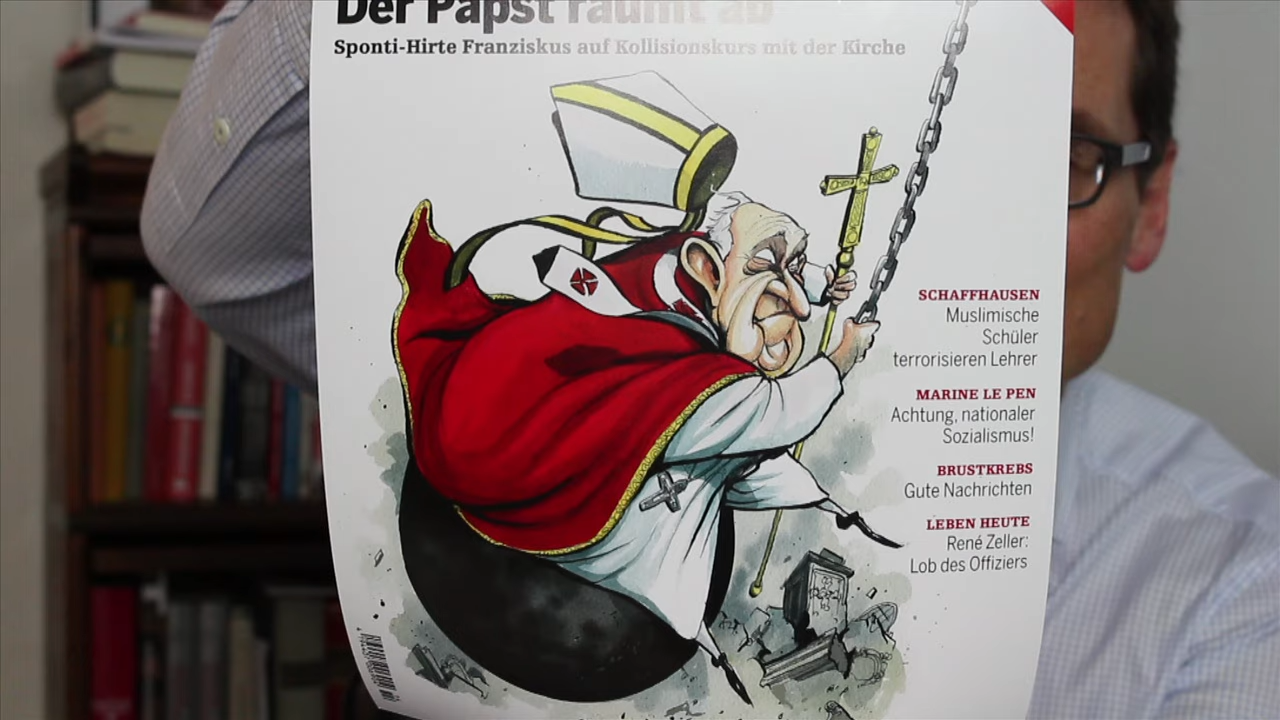 Der Papst räumt ab
Sponti-Hirte Franziskus auf Kollisionskurs mit der Kirche
SCHAFFHAUSEN
Muslimische
Schüler
terrorisieren Lehrer
MARINE LE PEN
Achtung, nationaler
Sozialismus!
BRUSTKREBS
Gute Nachrichten
LEBEN HEUTE
René Zeller:
Lob des Offiziers